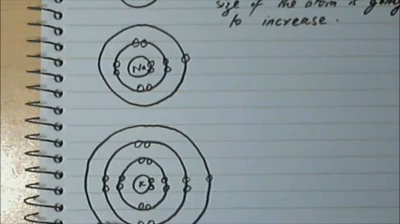 size of the atom is going
to increase.
Na
K